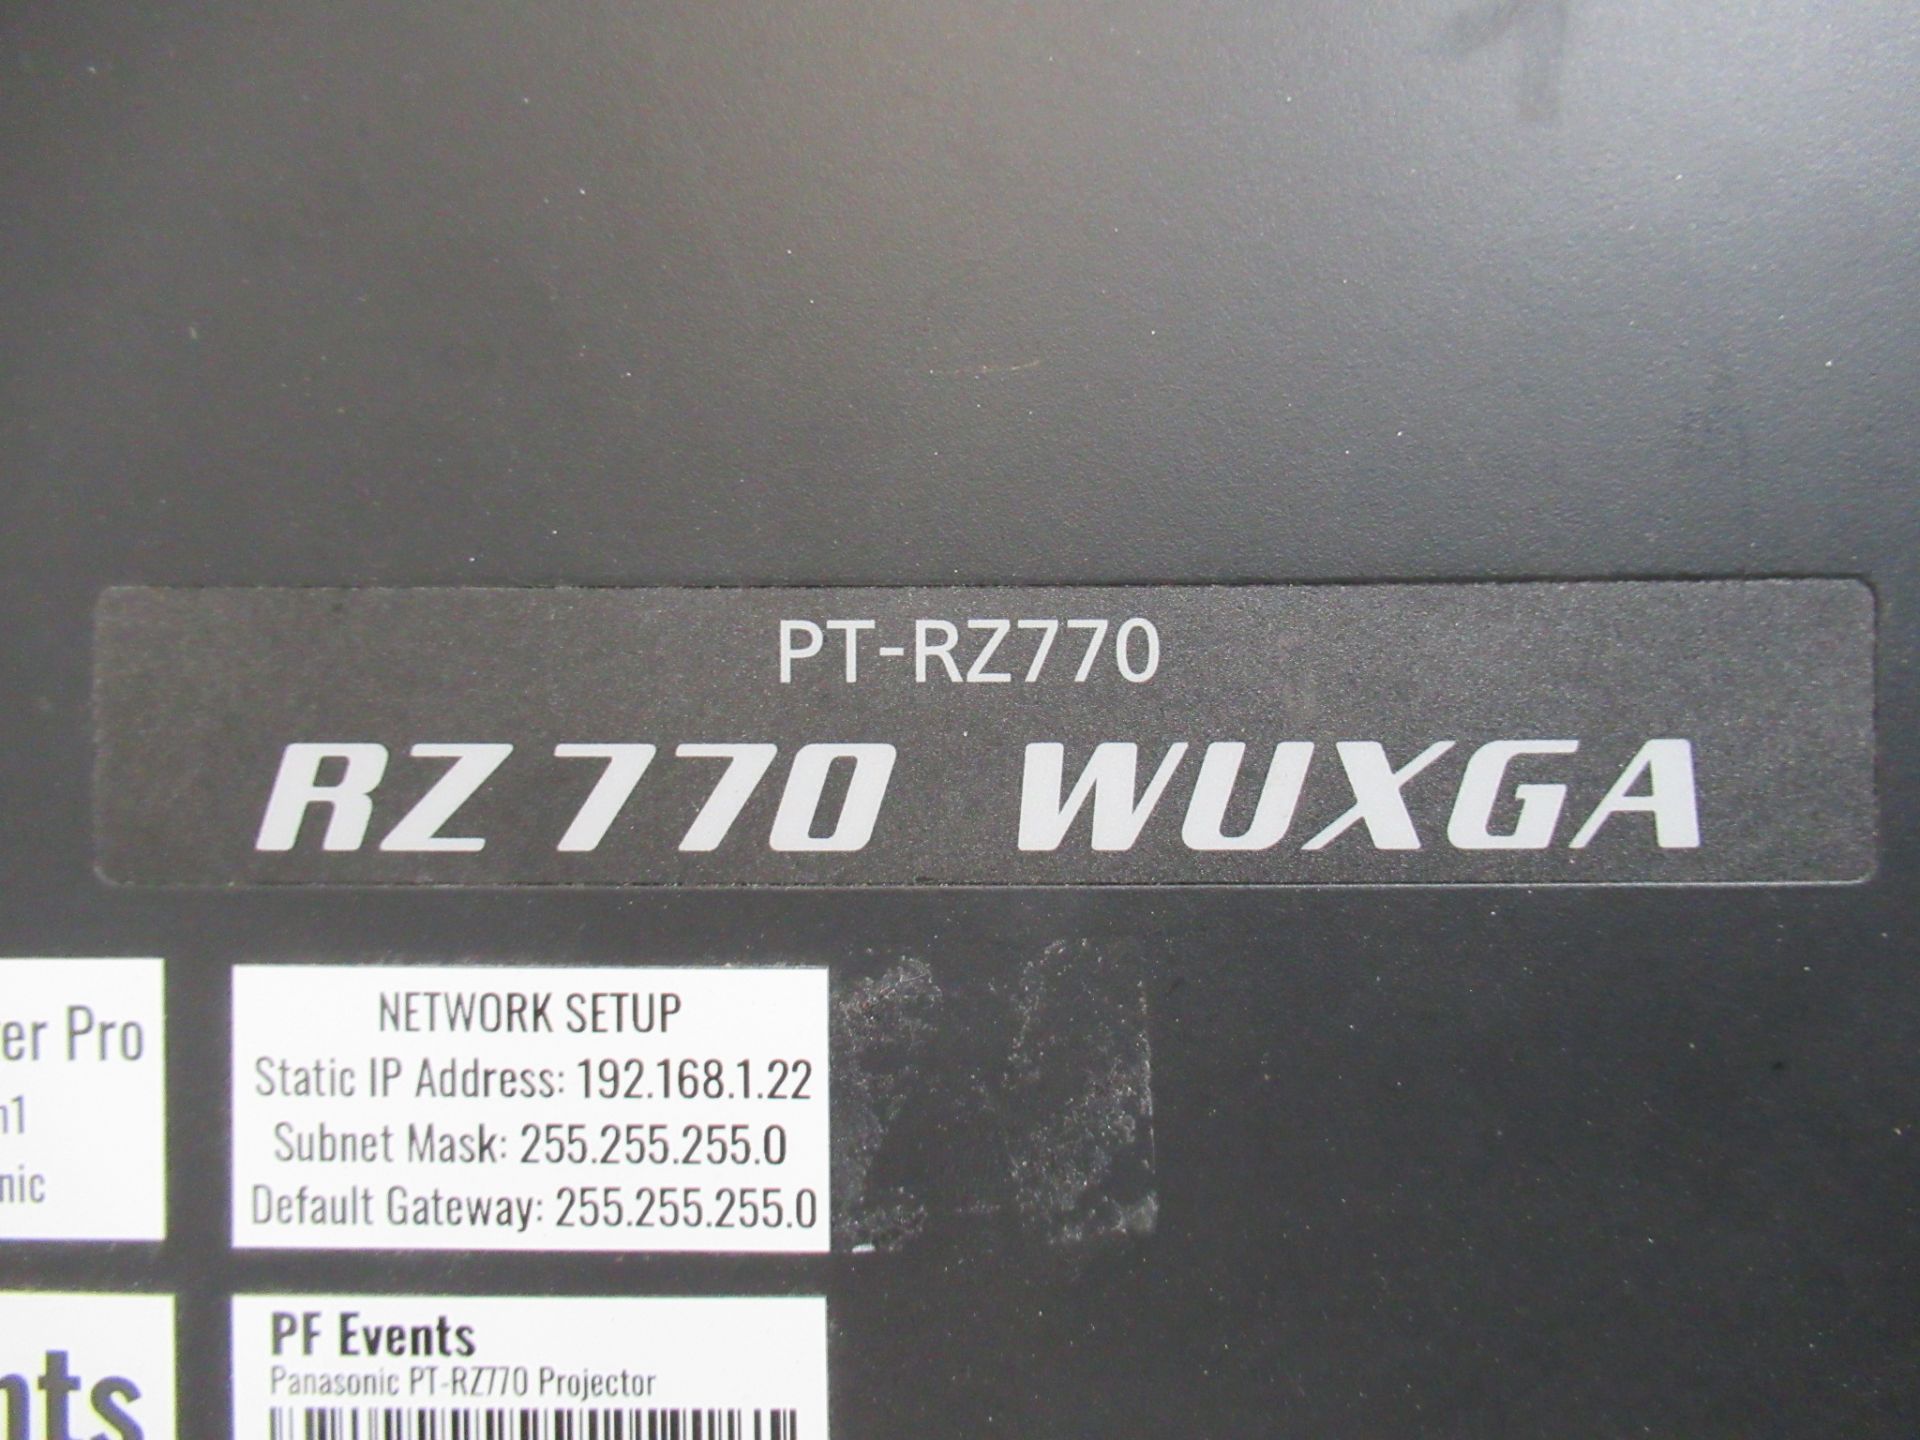 PT-RZ770
RZ770 WUXGA
er Pro
n1
nic
NETWORK SETUP
Static IP Address: 192.168.1.22
Subnet Mask: 255.255.255.0
Default Gateway: 255.255.255.0
nts
PF Events
Panasonic PT-RZ770 Projector